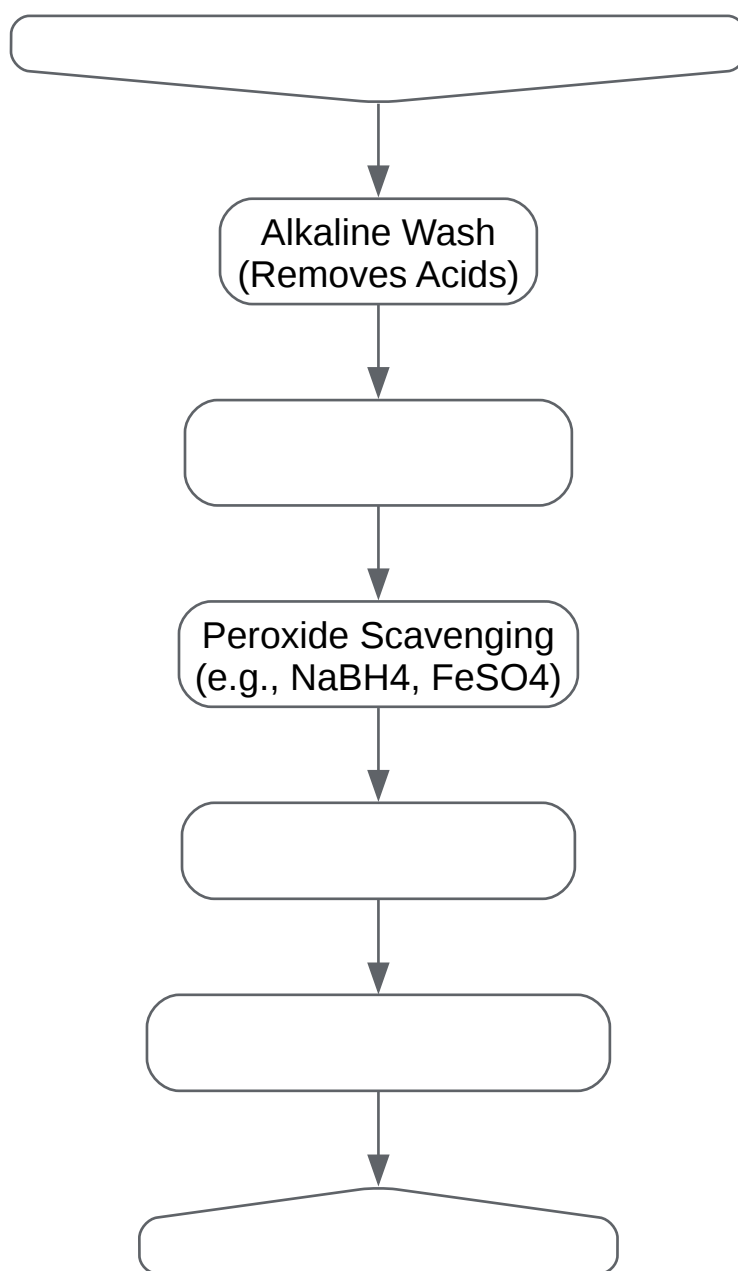 Alkaline Wash
(Removes Acids)
Peroxide Scavenging
(e.g., NaBH4, FeSO4)